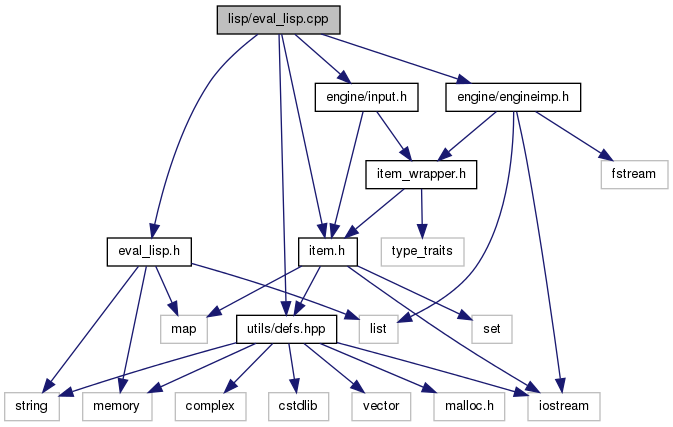 lisp/eval_lisp.cpp
engine/input.h
engine/engineimp.h
item_wrapper.h
fstream
eval_lisp.h
item.h
type_traits
map
utils/defs.hpp
list
set
string
memory
complex
cstdlib
vector
malloc.h
iostream